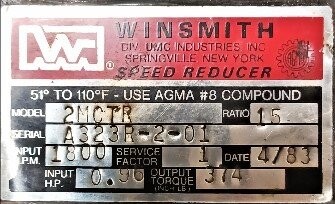 WINSMITH
DIV. UMC INDUSTRIES INC.
SPRINGVILLE NEW YORK
SPEED REDUCER
51° TO 110°F - USE AGMA #8 COMPOUND
MODEL 2MCTR RATIO 15
SERIAL A323R-2-01
INPUT R.P.M. 1800 SERVICE FACTOR 1 DATE 4/83
INPUT H.P. 0.96 OUTPUT TORQUE (INCH LB) 374